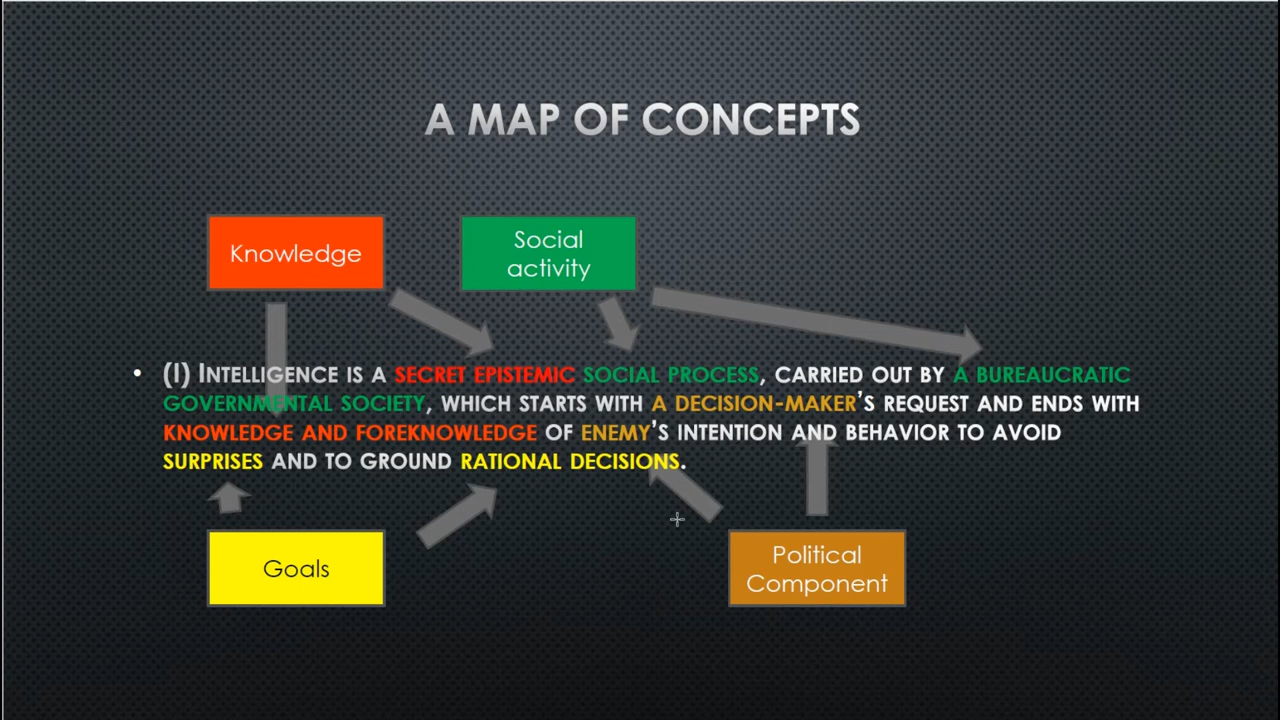 A MAP OF CONCEPTS
Knowledge
Social
activity
• (I) INTELLIGENCE IS A SECRET EPISTEMIC SOCIAL PROCESS, CARRIED OUT BY A BUREAUCRATIC
GOVERNMENTAL SOCIETY, WHICH STARTS WITH A DECISION-MAKER'S REQUEST AND ENDS WITH
KNOWLEDGE AND FOREKNOWLEDGE OF ENEMY'S INTENTION AND BEHAVIOR TO AVOID
SURPRISES AND TO GROUND RATIONAL DECISIONS.
Goals
Political
Component